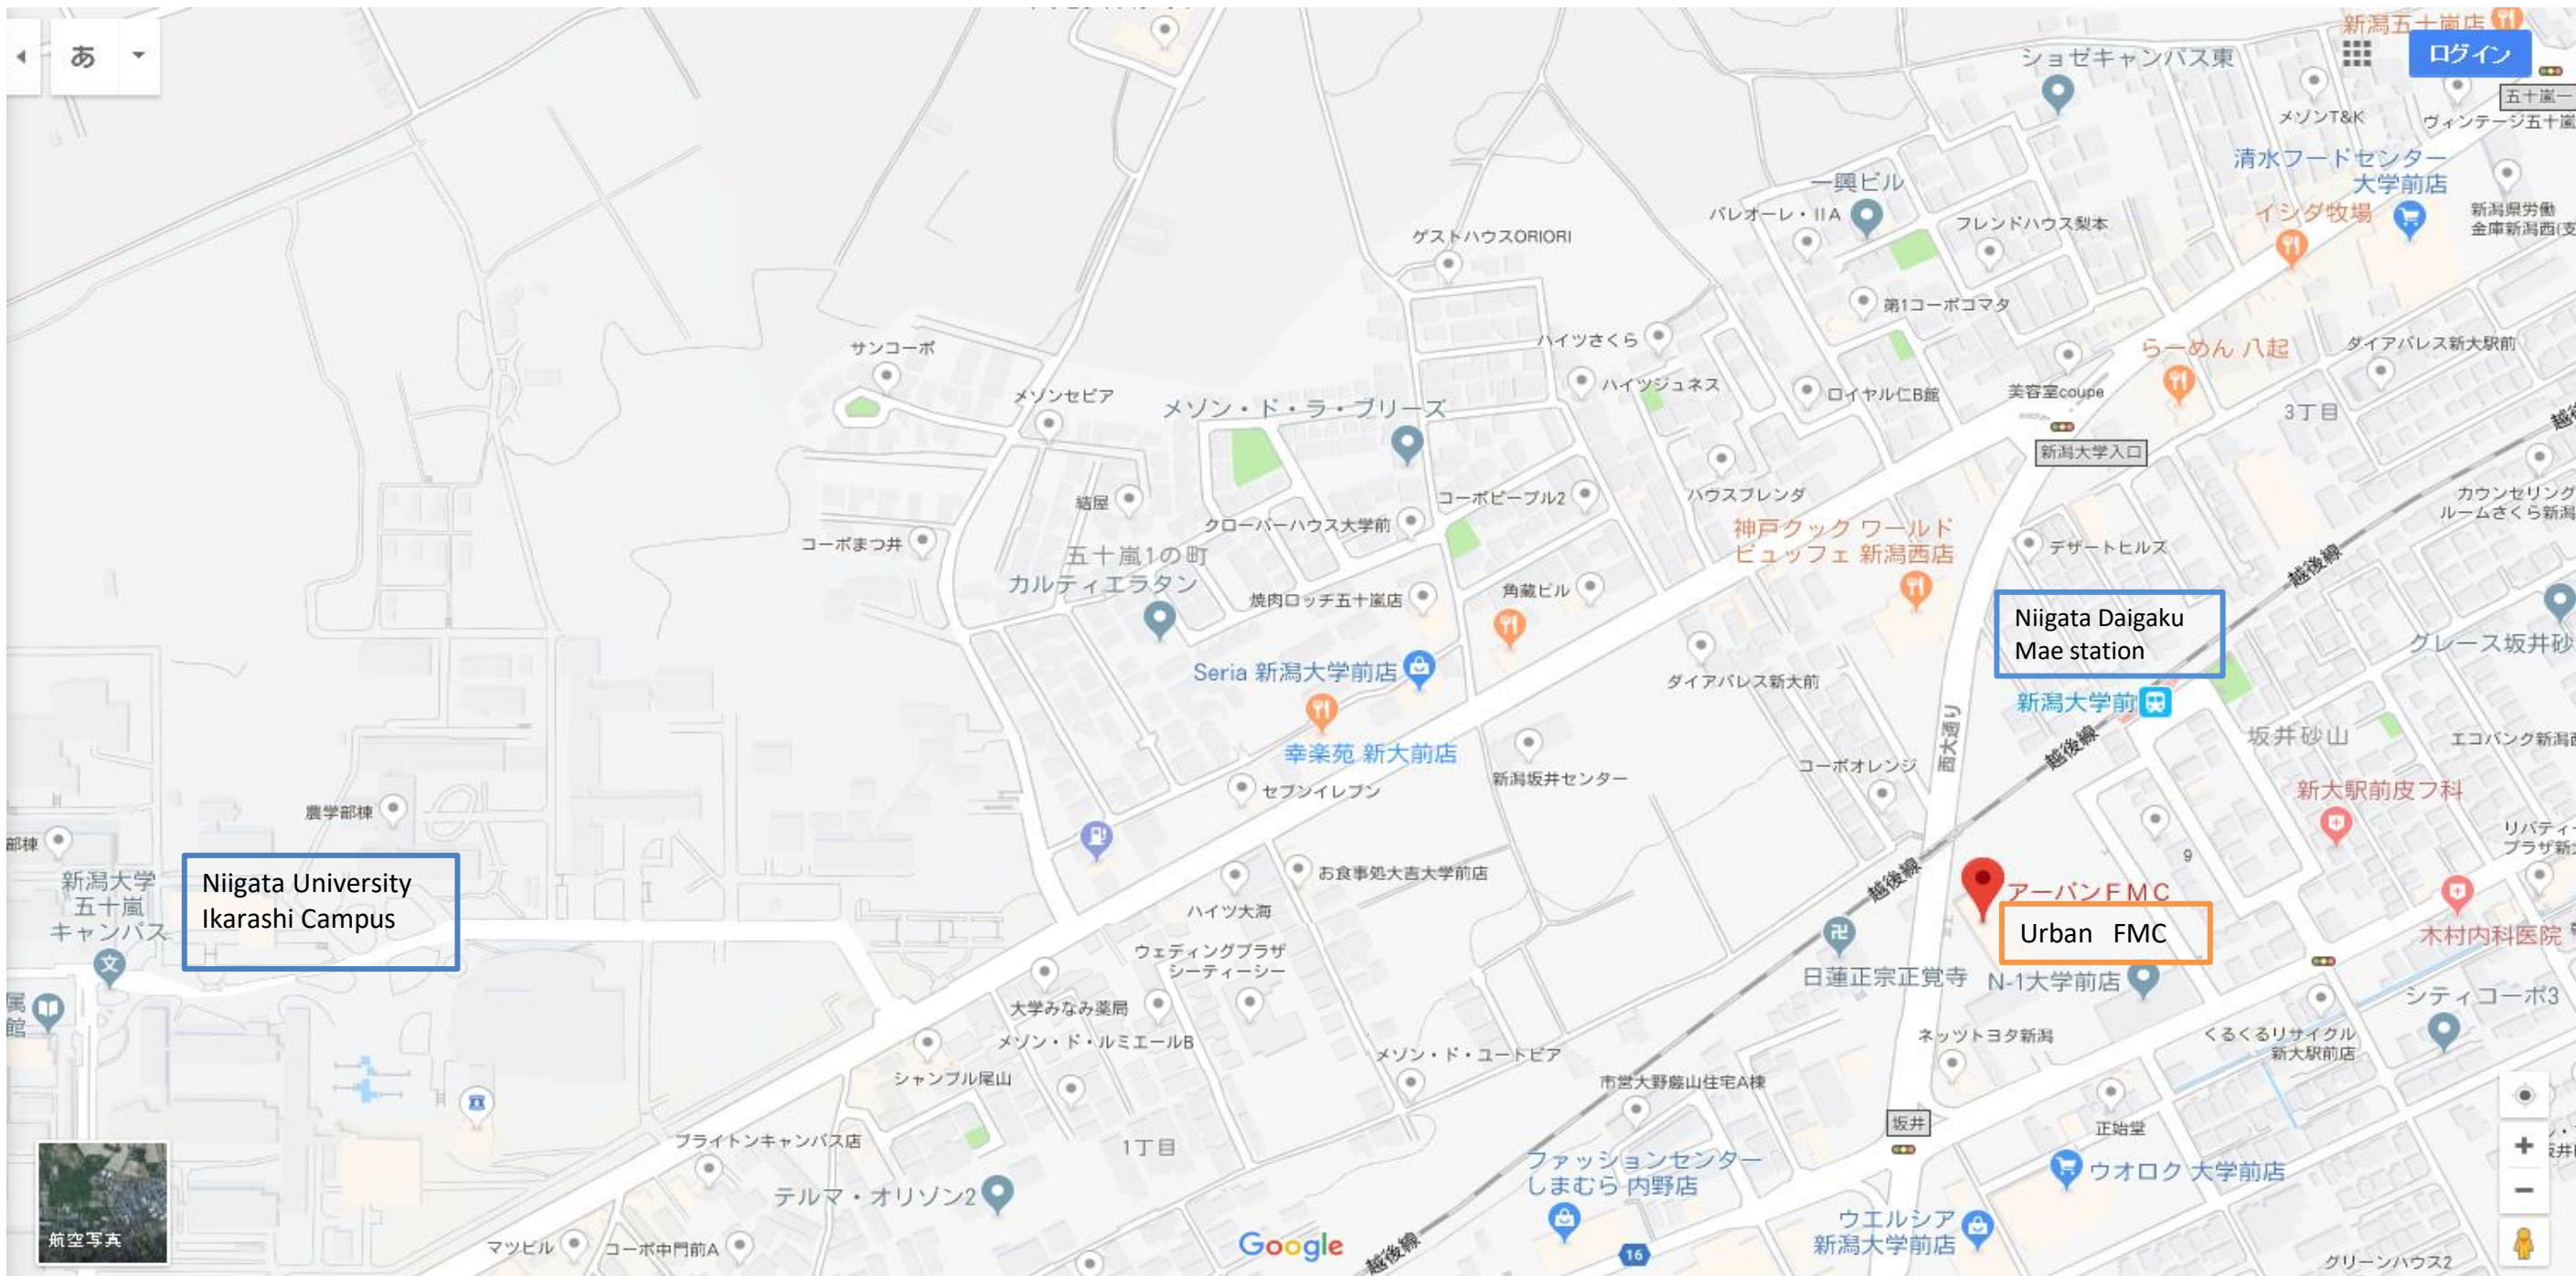 新潟五十嵐店
あ
ログイン
ショゼキャンパス東
五十嵐一
メゾンT&K
ヴィンテージ五十嵐
清水フードセンター
大学前店
一興ビル
パレオーレ・IIA
イシダ牧場
新潟県労働
金庫新潟西(支
フレンドハウス梨本
ゲストハウスORIORI
第1コーポコマタ
ハイツさくら
サンコーポ
らーめん 八起
ダイアパレス新大駅前
ハイツジュネス
メゾンセピア
ロイヤル仁B館
美容室coupe
メゾン・ド・ラ・ブリーズ
3丁目
新潟大学入口
結屋
コーポピープル2
ハウスブレンダ
カウンセリング
ルームさくら新潟
クローバーハウス大学前
神戸クック ワールド
ビュッフェ 新潟西店
コーポまつ井
五十嵐1の町
デザートヒルズ
越後線
カルティエラタン
焼肉ロッヂ五十嵐店
角蔵ビル
Niigata Daigaku
Mae station
グレース坂井砂
Seria 新潟大学前店
ダイアパレス新大前
新潟大学前
西大通り
越後線
坂井砂山
エコバンク新潟西
幸楽苑 新大前店
新潟坂井センター
コーポオレンジ
セブンイレブン
新大駅前皮フ科
農学部棟
部棟
リバティー
プラザ新大
9
お食事処大吉大学前店
新潟大学
五十嵐
キャンパス
Niigata University
Ikarashi Campus
越後線
アーバンFMC
ハイツ大海
Urban FMC
木村内科医院
ウェディングプラザ
シーティーシー
日蓮正宗正覚寺
N-1大学前店
属
館
大学みなみ薬局
シティコーポ3
メゾン・ド・ルミエールB
ネッツトヨタ新潟
くるくるリサイクル
新大駅前店
メゾン・ド・ユートピア
シャンブル尾山
市営大野藤山住宅A棟
坂井
正始堂
ブライトンキャンパス店
1丁目
ファッションセンター
しまむら 内野店
ウオロク 大学前店
テルマ・オリゾン2
ウエルシア
新潟大学前店
航空写真
マツビル
コーポ中門前A
Google
越後線
16
グリーンハウス2